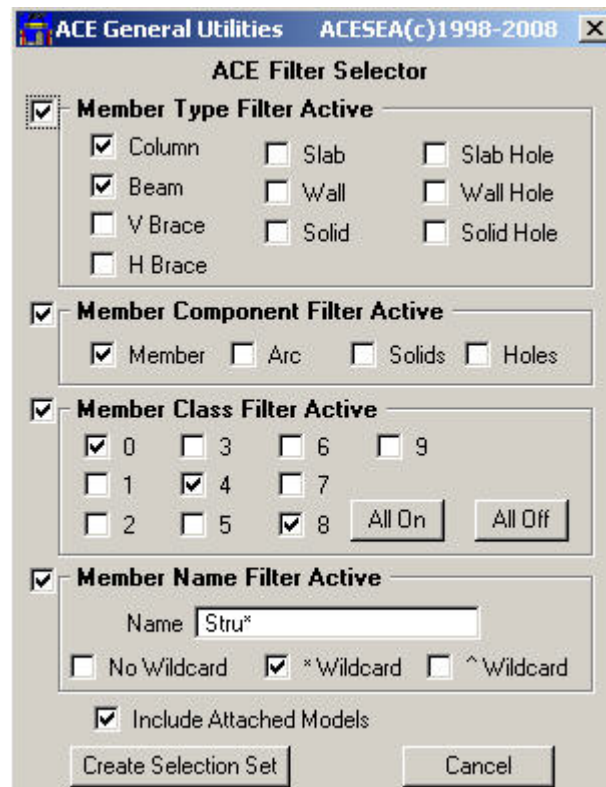 ACE General Utilities ACESEA(c)1998-2008
ACE Filter Selector
Member Type Filter Active
Column Slab Slab Hole
Beam Wall Wall Hole
V Brace Solid Solid Hole
H Brace
Member Component Filter Active
Member Arc Solids Holes
Member Class Filter Active
0 3 6 9
1 4 7
2 5 8 All On All Off
Member Name Filter Active
Name Stru*
No Wildcard * Wildcard ^ Wildcard
Include Attached Models
Create Selection Set Cancel